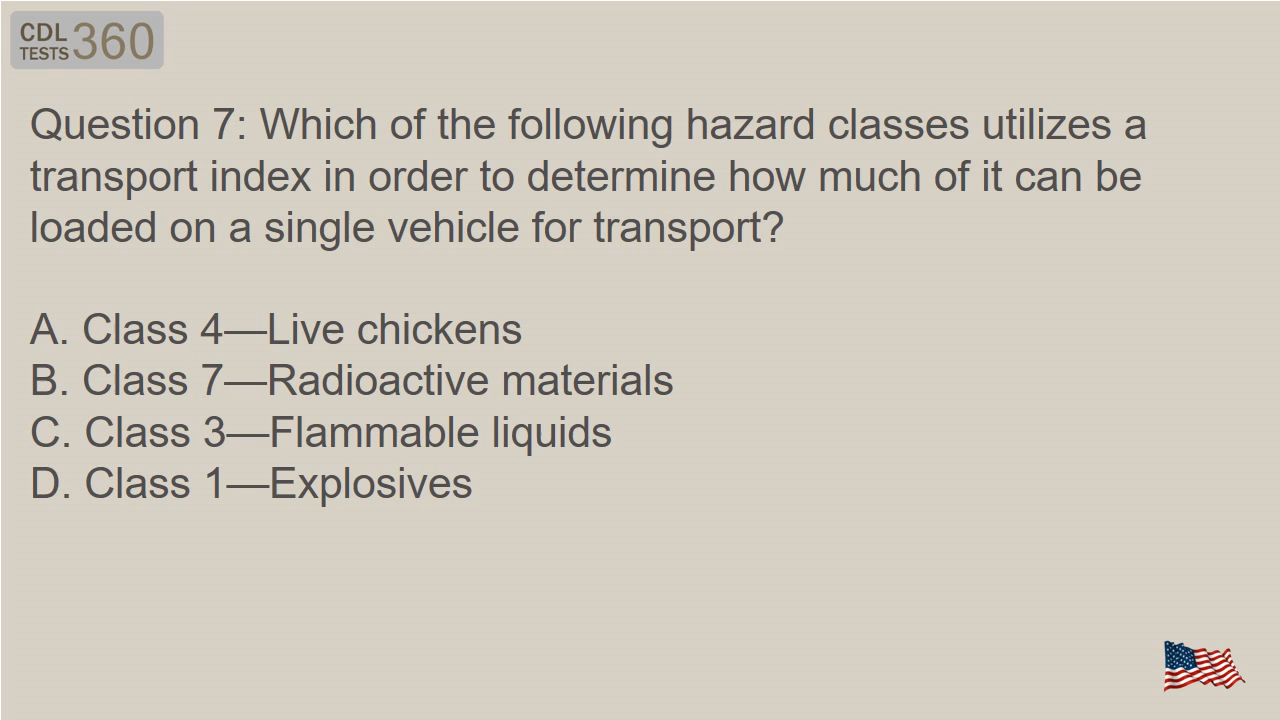 CDL
TESTS 360
Question 7: Which of the following hazard classes utilizes a
transport index in order to determine how much of it can be
loaded on a single vehicle for transport?
A. Class 4—Live chickens
B. Class 7—Radioactive materials
C. Class 3—Flammable liquids
D. Class 1—Explosives